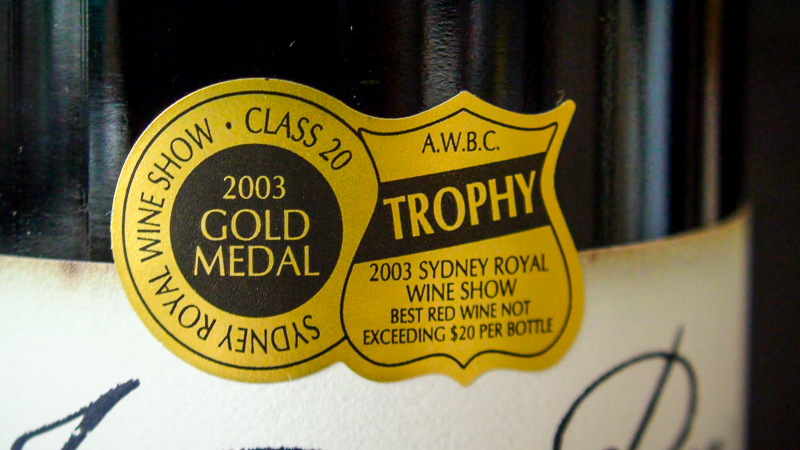 SYDNEY ROYAL WINE SHOW · CLASS 20
2003
GOLD
MEDAL
A.W.B.C.
TROPHY
2003 SYDNEY ROYAL
WINE SHOW
BEST RED WINE NOT
EXCEEDING $20 PER BOTTLE